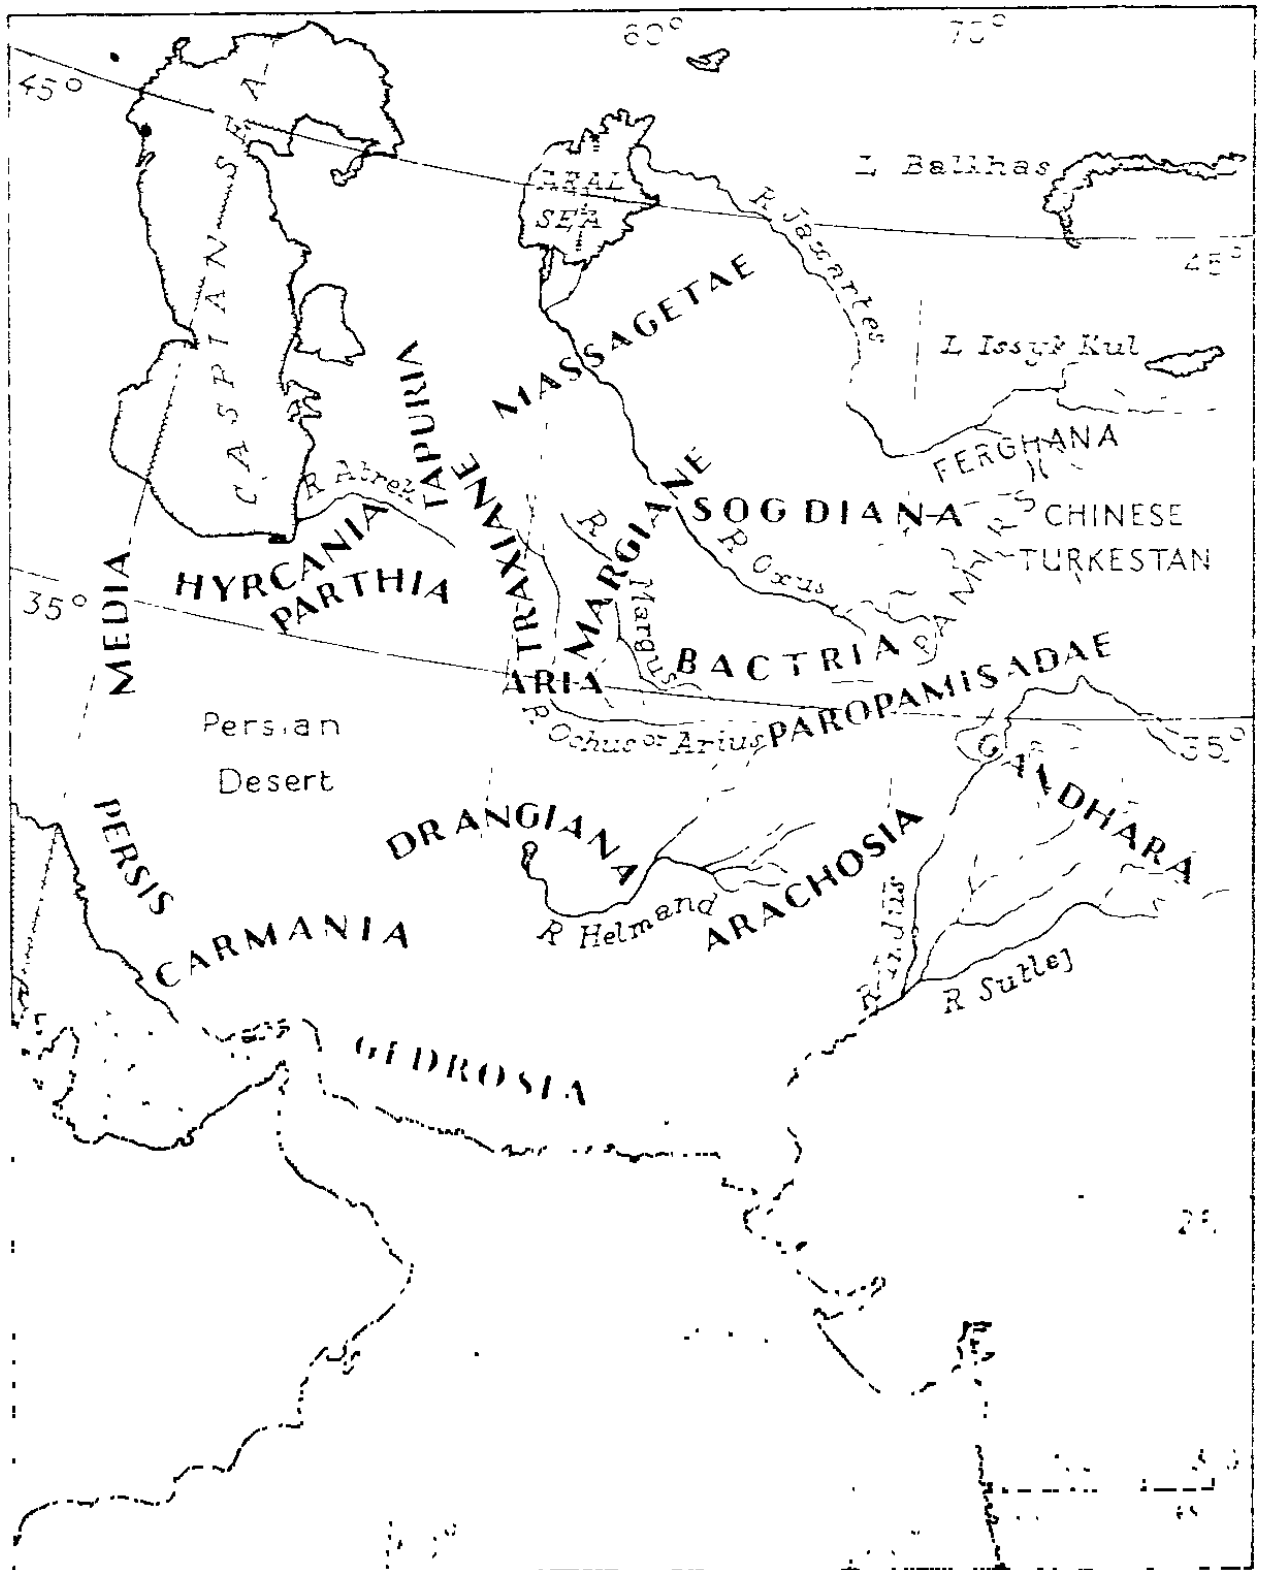 60°
70°
45°
CASPIAN SEA
ARAL
SEA
L Balkhas
R Jaxartes
45°
MASSAGETAE
L Issyk Kul
TAPURIA
FERGHANA
R Atrek
TRAXIANE
MARGIANE
SOGDIANA
PAMIRS
CHINESE
TURKESTAN
R Oxus
HYRCANIA
PARTHIA
35°
MEDIA
R Margus
BACTRIA
PAROPAMISADAE
ARIA
R Ochus or Arius
35°
Persian
Desert
GANDHARA
PERSIS
DRANGIANA
ARACHOSIA
R Helmand
R Indus
R Sutlej
CARMANIA
GEDROSIA